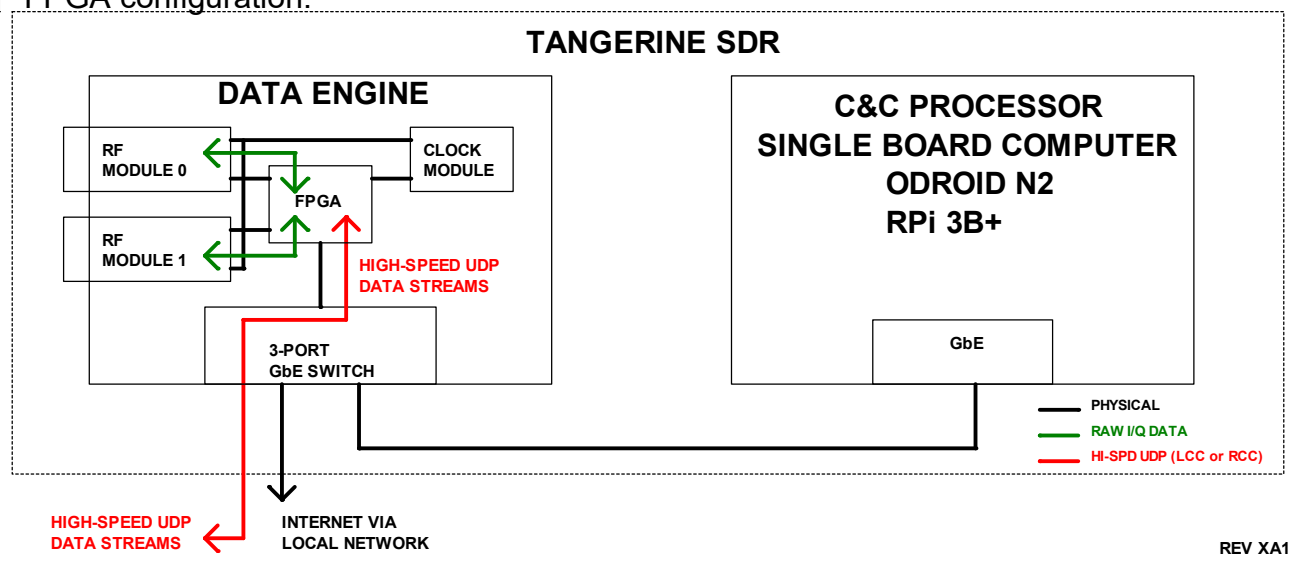 FPGA configuration.
TANGERINE SDR
DATA ENGINE
RF
MODULE 0
CLOCK
MODULE
FPGA
RF
MODULE 1
HIGH-SPEED UDP
DATA STREAMS
3-PORT
GbE SWITCH
C&C PROCESSOR
SINGLE BOARD COMPUTER
ODROID N2
RPi 3B+
GbE
PHYSICAL
RAW I/Q DATA
HI-SPD UDP (LCC or RCC)
HIGH-SPEED UDP
DATA STREAMS
INTERNET VIA
LOCAL NETWORK
REV XA1